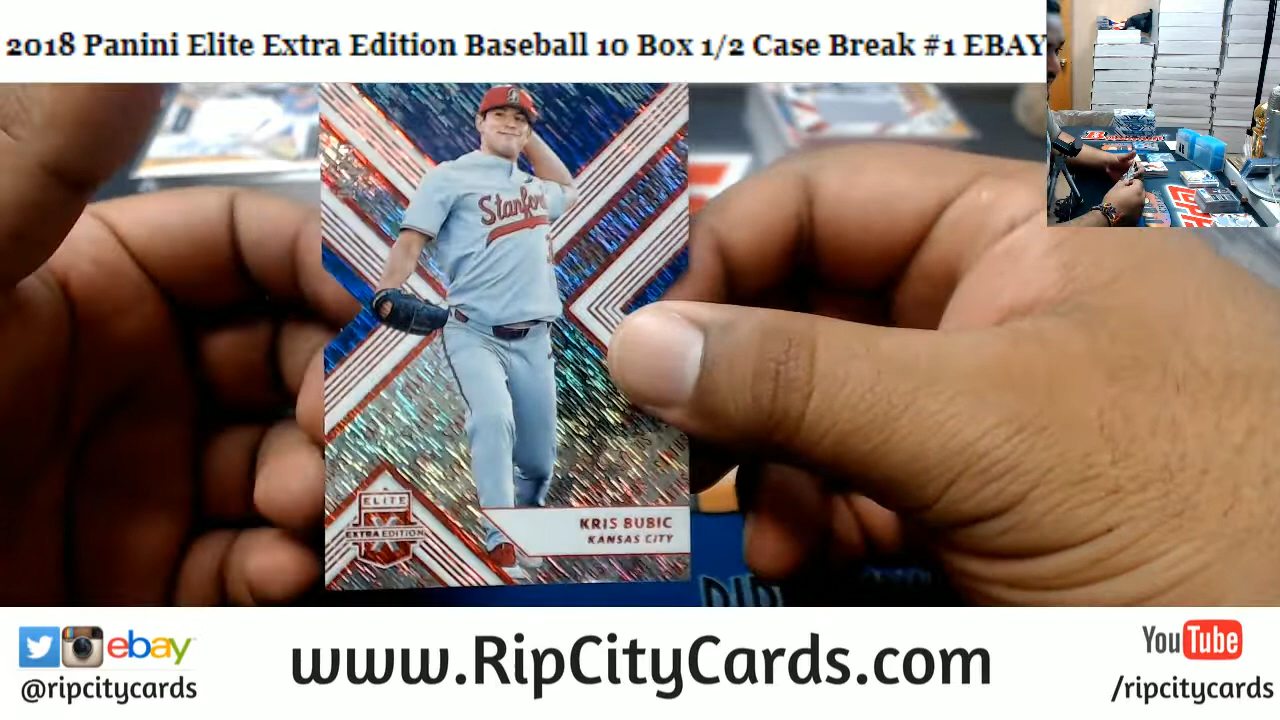 2018 Panini Elite Extra Edition Baseball 10 Box 1/2 Case Break #1 EBAY
Stanford
ELITE
EXTRA EDITION
KRIS BUBIC
KANSAS CITY
ebay
@ripcitycards
www.RipCityCards.com
YouTube
/ripcitycards